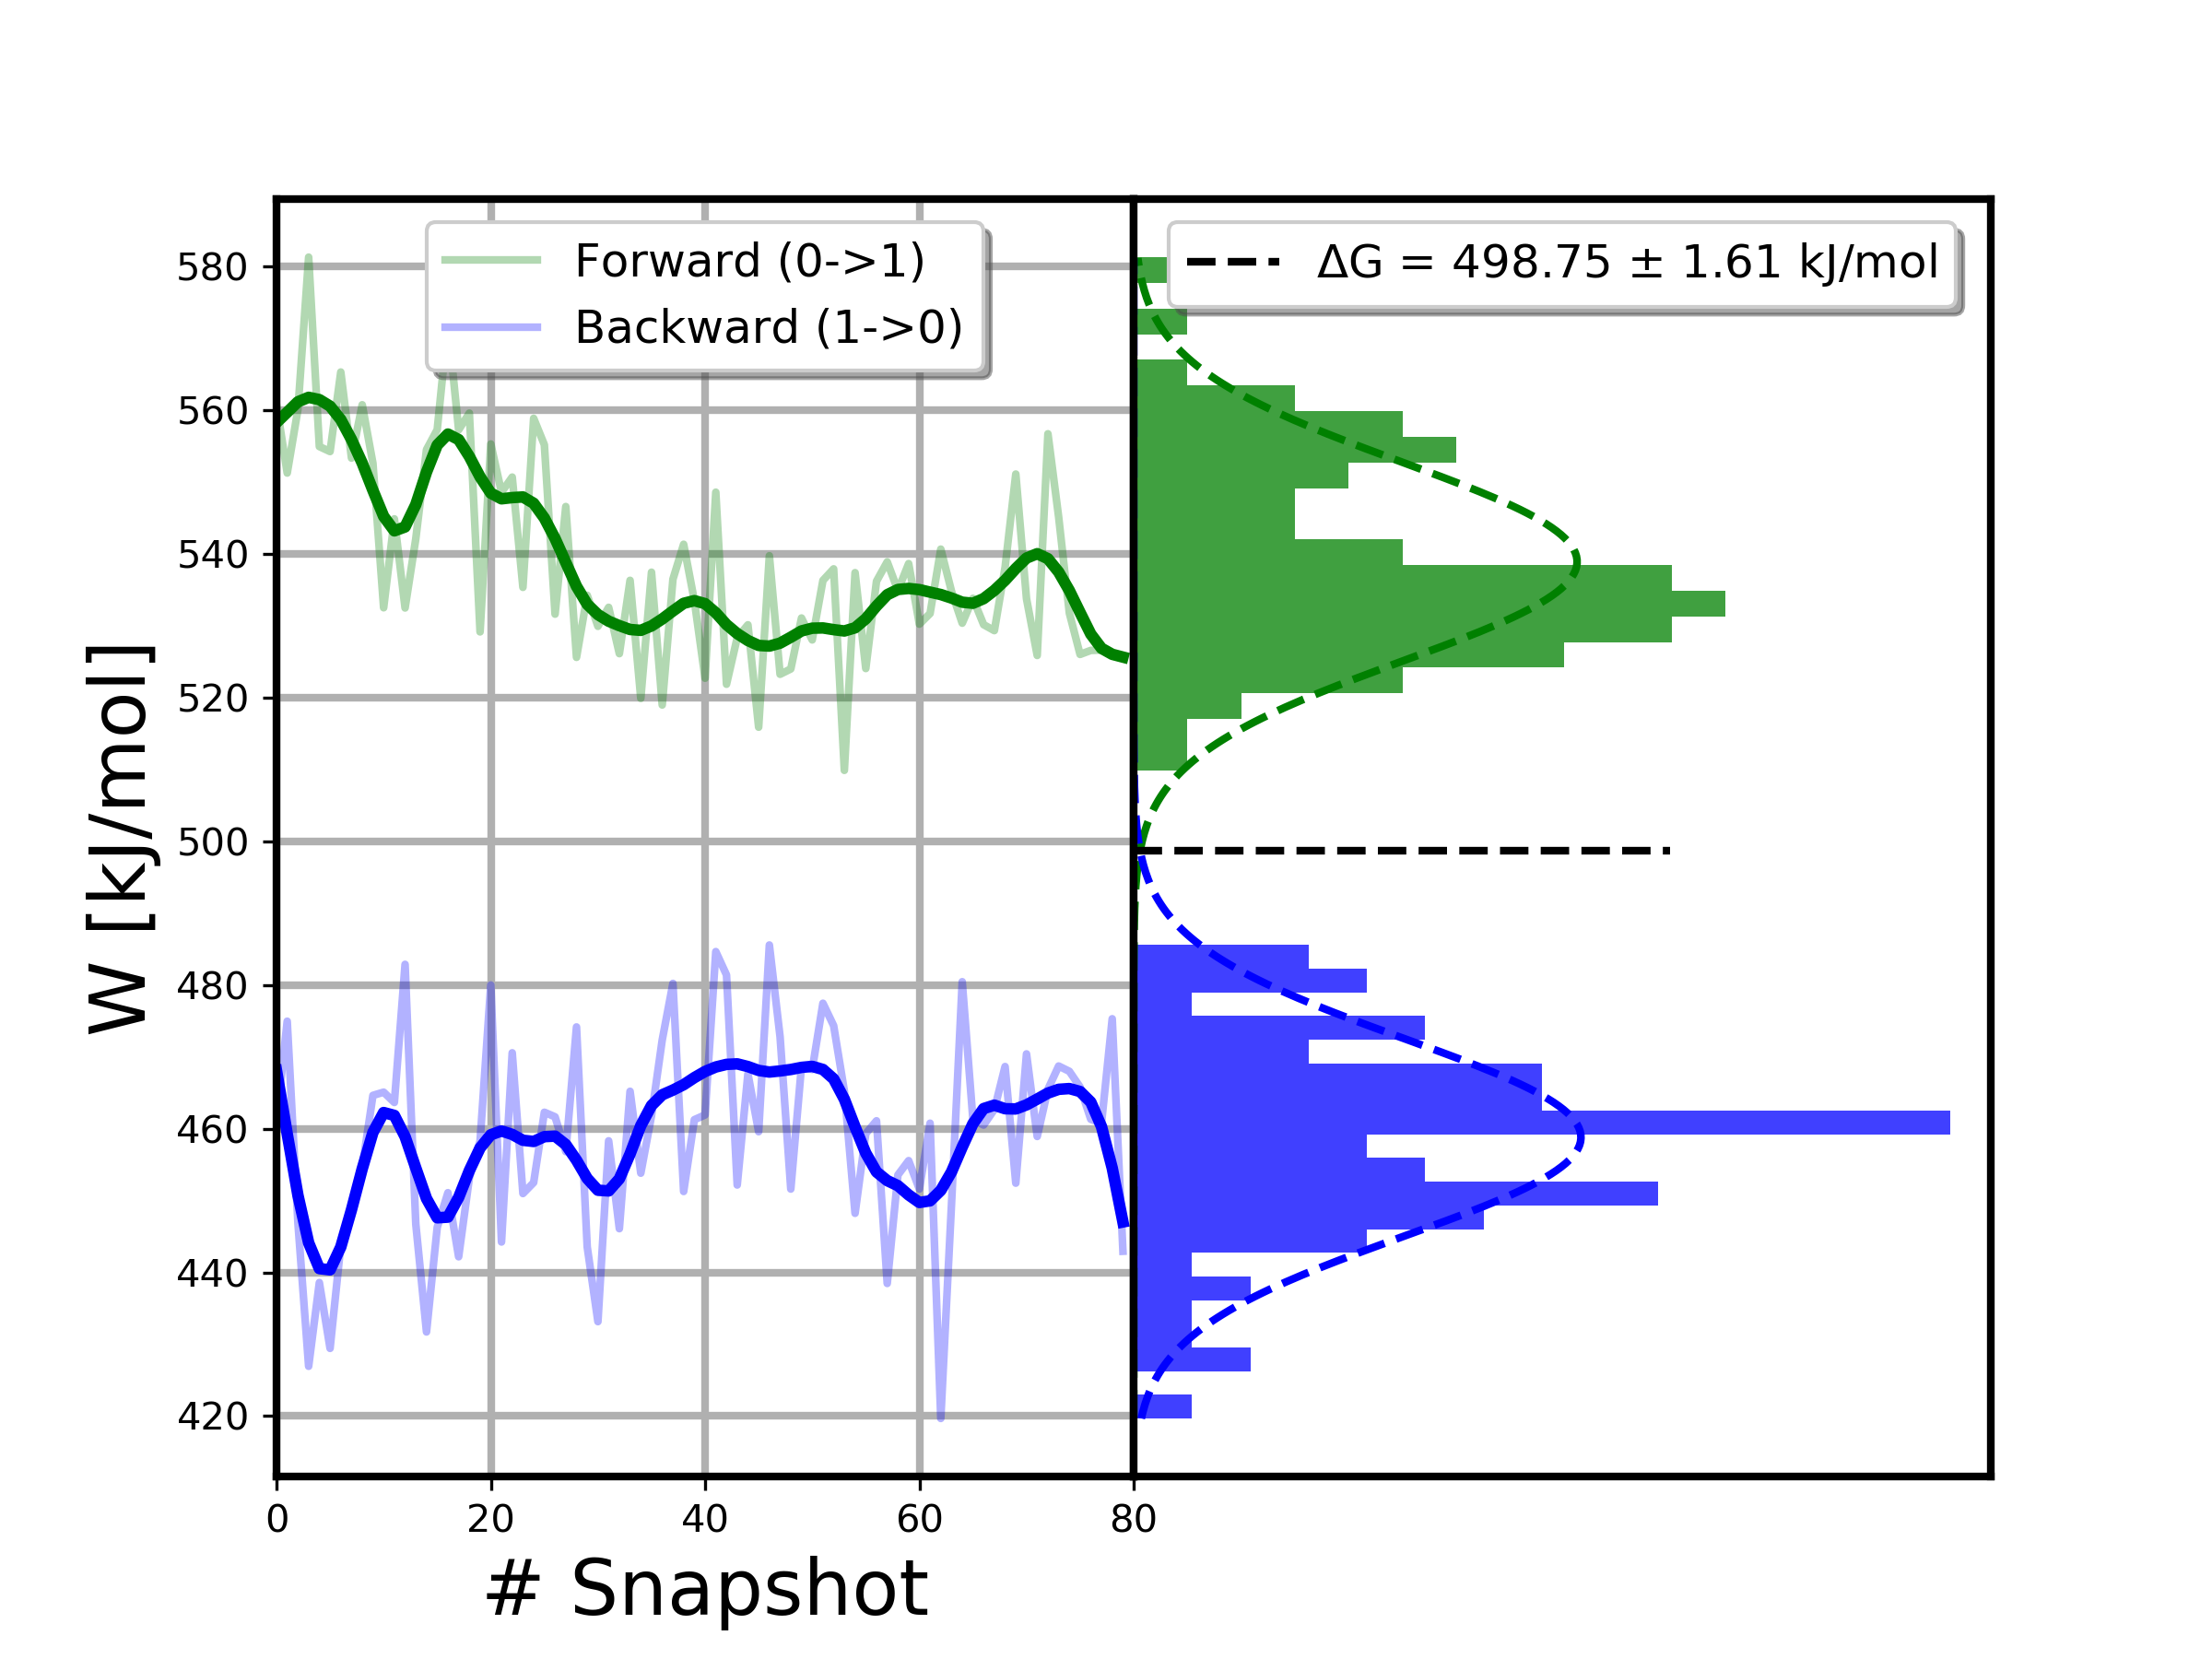 Forward (0->1)
Backward (1->0)
ΔG = 498.75 ± 1.61 kJ/mol
580
560
540
520
500
480
460
440
420
W [kJ/mol]
0 20 40 60 80
# Snapshot